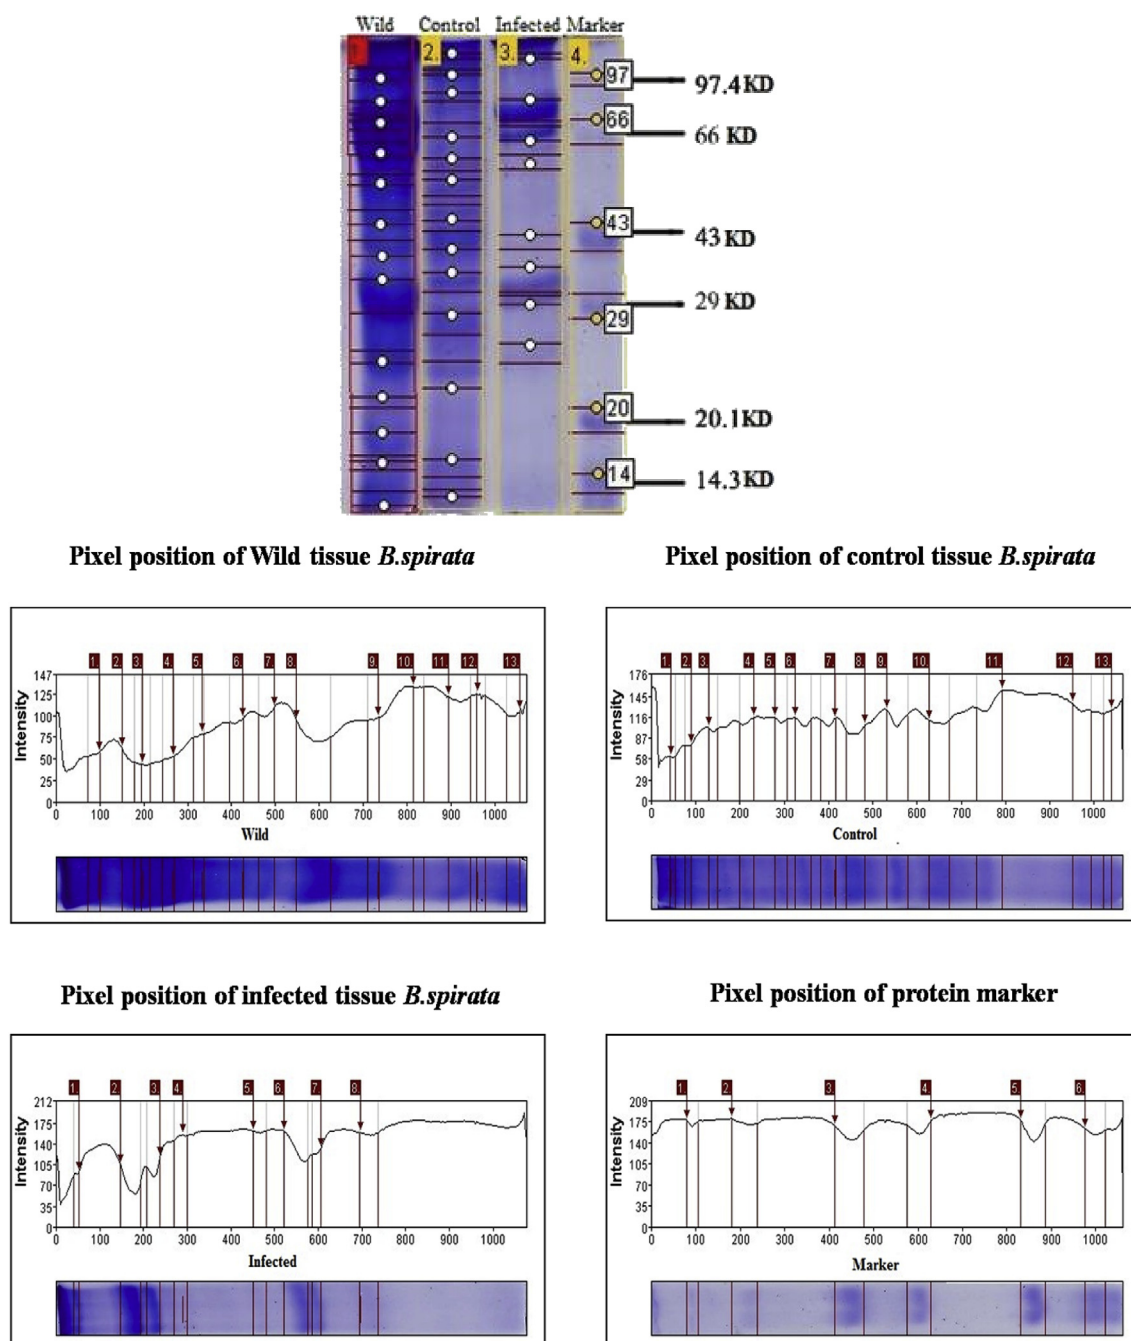 Wild Control Infected Marker
1. 2. 3. 4.
97 97.4KD
66 66 KD
43 43 KD
29 KD
29
20 20.1KD
14 14.3KD
Pixel position of Wild tissue B.spirata
Pixel position of control tissue B.spirata
1. 2. 3. 4. 5. 6. 7. 8. 9. 10. 11. 12. 13.
147
125
100
75
50
25
0
Intensity
0 100 200 300 400 500 600 700 800 900 1000
Wild
1. 2. 3. 4. 5. 6. 7. 8. 9. 10. 11. 12. 13.
176
145
116
87
58
29
0
Intensity
0 100 200 300 400 500 600 700 800 900 1000
Control
Pixel position of infected tissue B.spirata
Pixel position of protein marker
1. 2. 3. 4. 5. 6. 7. 8.
212
175
140
105
70
35
0
Intensity
0 100 200 300 400 500 600 700 800 900 1000
Infected
1. 2. 3. 4. 5. 6.
209
175
140
105
70
35
0
Intensity
0 100 200 300 400 500 600 700 800 900 1000
Marker